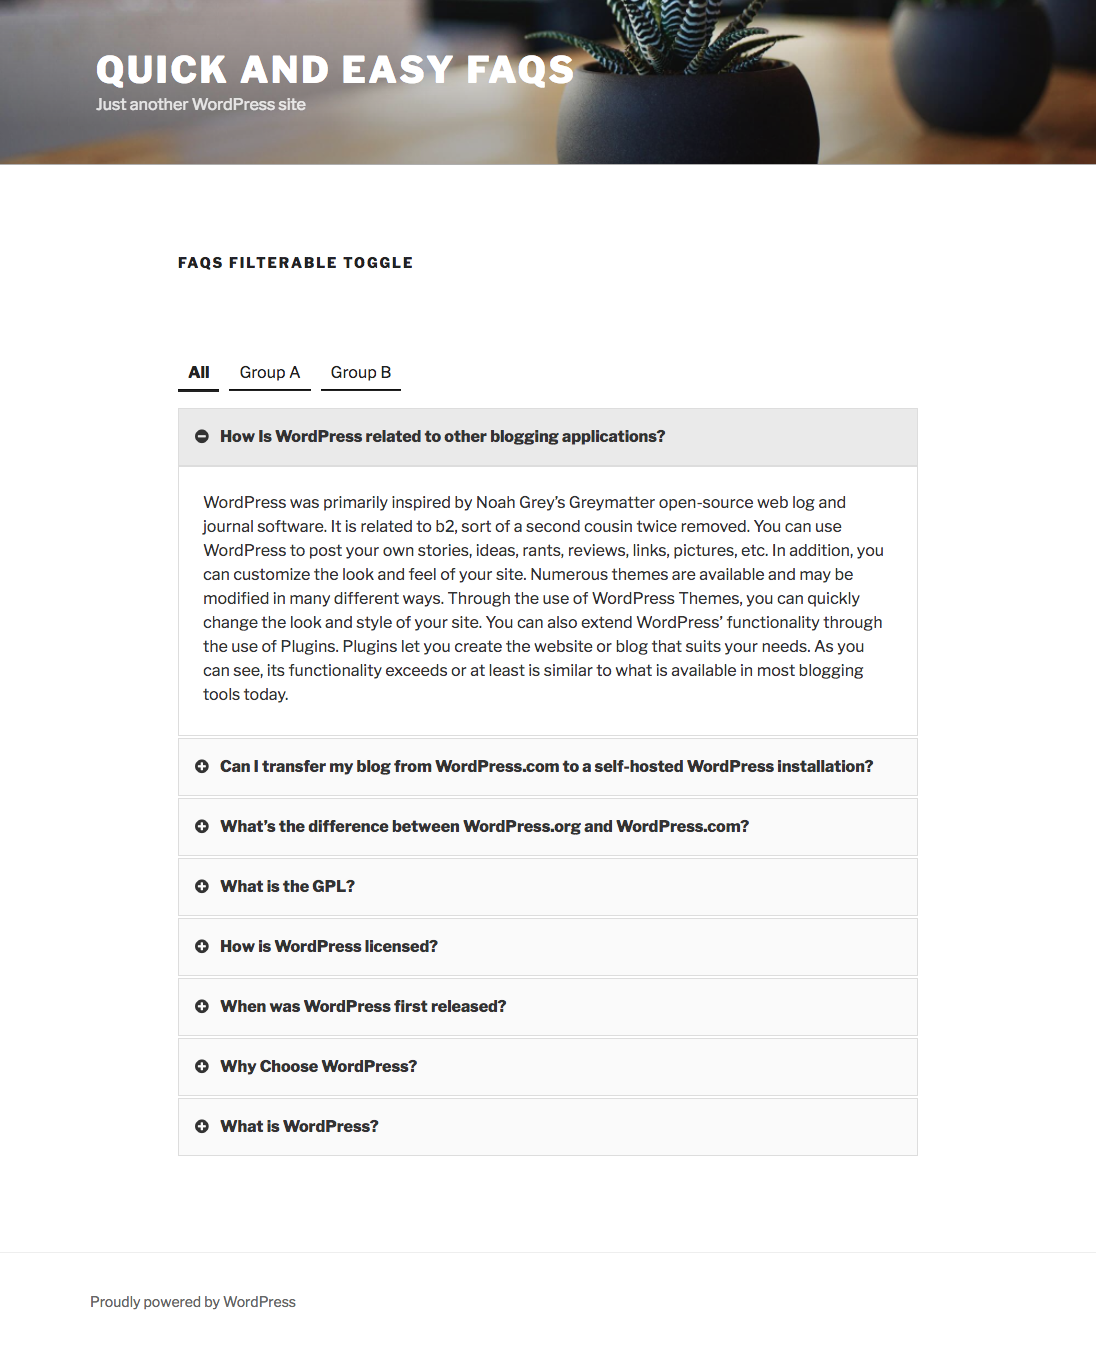 QUICK AND EASY FAQS
Just another WordPress site
FAQS FILTERABLE TOGGLE
All Group A Group B
How Is WordPress related to other blogging applications?
WordPress was primarily inspired by Noah Grey’s Greymatter open-source web log and
journal software. It is related to b2, sort of a second cousin twice removed. You can use
WordPress to post your own stories, ideas, rants, reviews, links, pictures, etc. In addition, you
can customize the look and feel of your site. Numerous themes are available and may be
modified in many different ways. Through the use of WordPress Themes, you can quickly
change the look and style of your site. You can also extend WordPress’ functionality through
the use of Plugins. Plugins let you create the website or blog that suits your needs. As you
can see, its functionality exceeds or at least is similar to what is available in most blogging
tools today.
Can I transfer my blog from WordPress.com to a self-hosted WordPress installation?
What’s the difference between WordPress.org and WordPress.com?
What is the GPL?
How is WordPress licensed?
When was WordPress first released?
Why Choose WordPress?
What is WordPress?
Proudly powered by WordPress